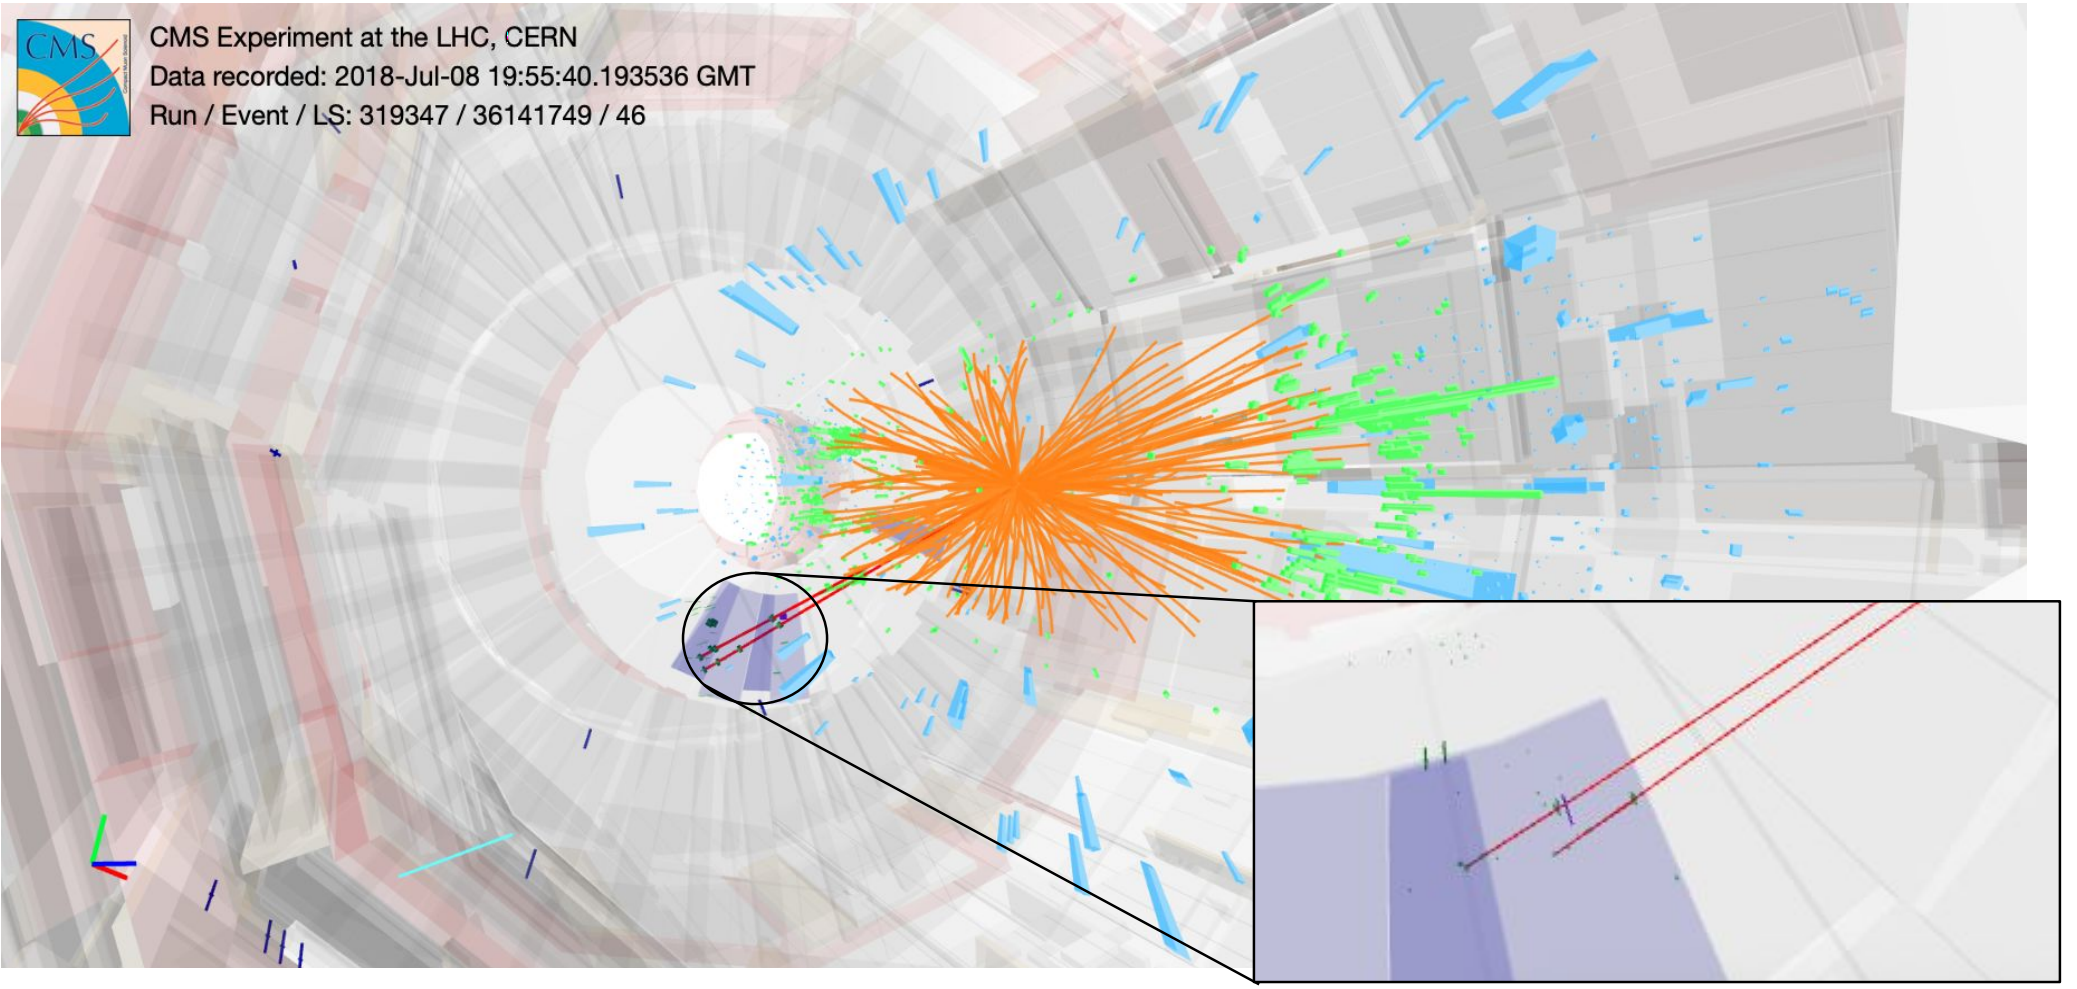 CMS
CMS Experiment at the LHC, CERN
Data recorded: 2018-Jul-08 19:55:40.193536 GMT
Run / Event / LS: 319347 / 36141749 / 46